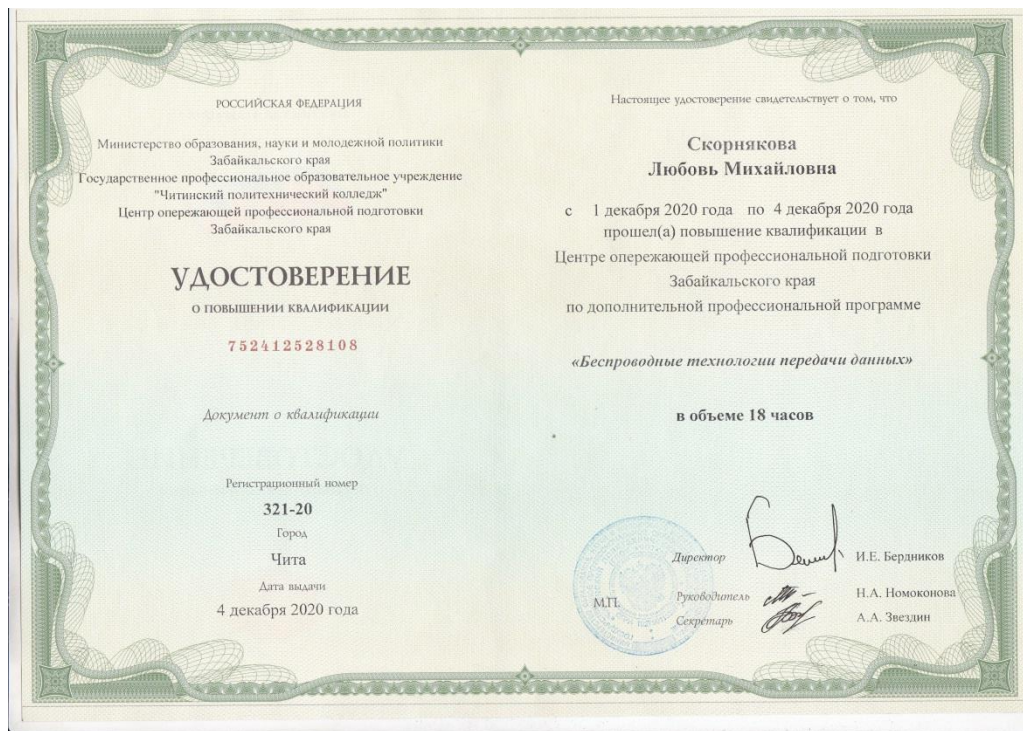 РОССИЙСКАЯ ФЕДЕРАЦИЯ
Министерство образования, науки и молодежной политики
Забайкальского края
Государственное профессиональное образовательное учреждение
"Читинский политехнический колледж"
Центр опережающей профессиональной подготовки
Забайкальского края
УДОСТОВЕРЕНИЕ
О ПОВЫШЕНИИ КВАЛИФИКАЦИИ
752412528108
Документ о квалификации
Регистрационный номер
321-20
Город
Чита
Дата выдачи
4 декабря 2020 года
Настоящее удостоверение свидетельствует о том, что
Скорнякова
Любовь Михайловна
с 1 декабря 2020 года по 4 декабря 2020 года
прошел(а) повышение квалификации в
Центре опережающей профессиональной подготовки
Забайкальского края
по дополнительной профессиональной программе
«Беспроводные технологии передачи данных»
в объеме 18 часов
Директор И.Е. Бердников
М.П. Руководитель Н.А. Номоконова
Секретарь А.А. Звездин